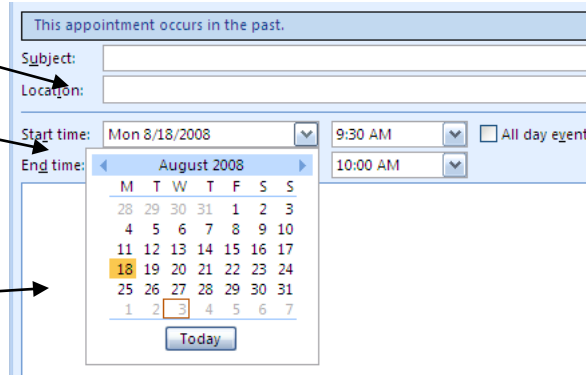 This appointment occurs in the past.
Subject:
Location:
Start time: Mon 8/18/2008 9:30 AM All day event
End time: 10:00 AM
August 2008
M T W T F S S
28 29 30 31 1 2 3
4 5 6 7 8 9 10
11 12 13 14 15 16 17
18 19 20 21 22 23 24
25 26 27 28 29 30 31
1 2 3 4 5 6 7
Today